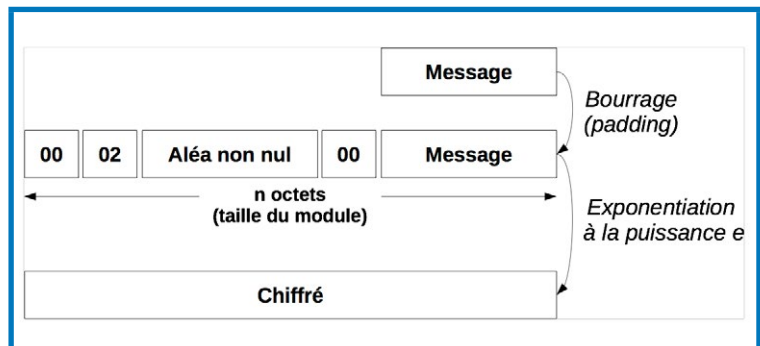 Message
Bourrage
(padding)
00 02 Aléa non nul 00 Message
n octets
(taille du module)
Exponentiation
à la puissance e
Chiffré